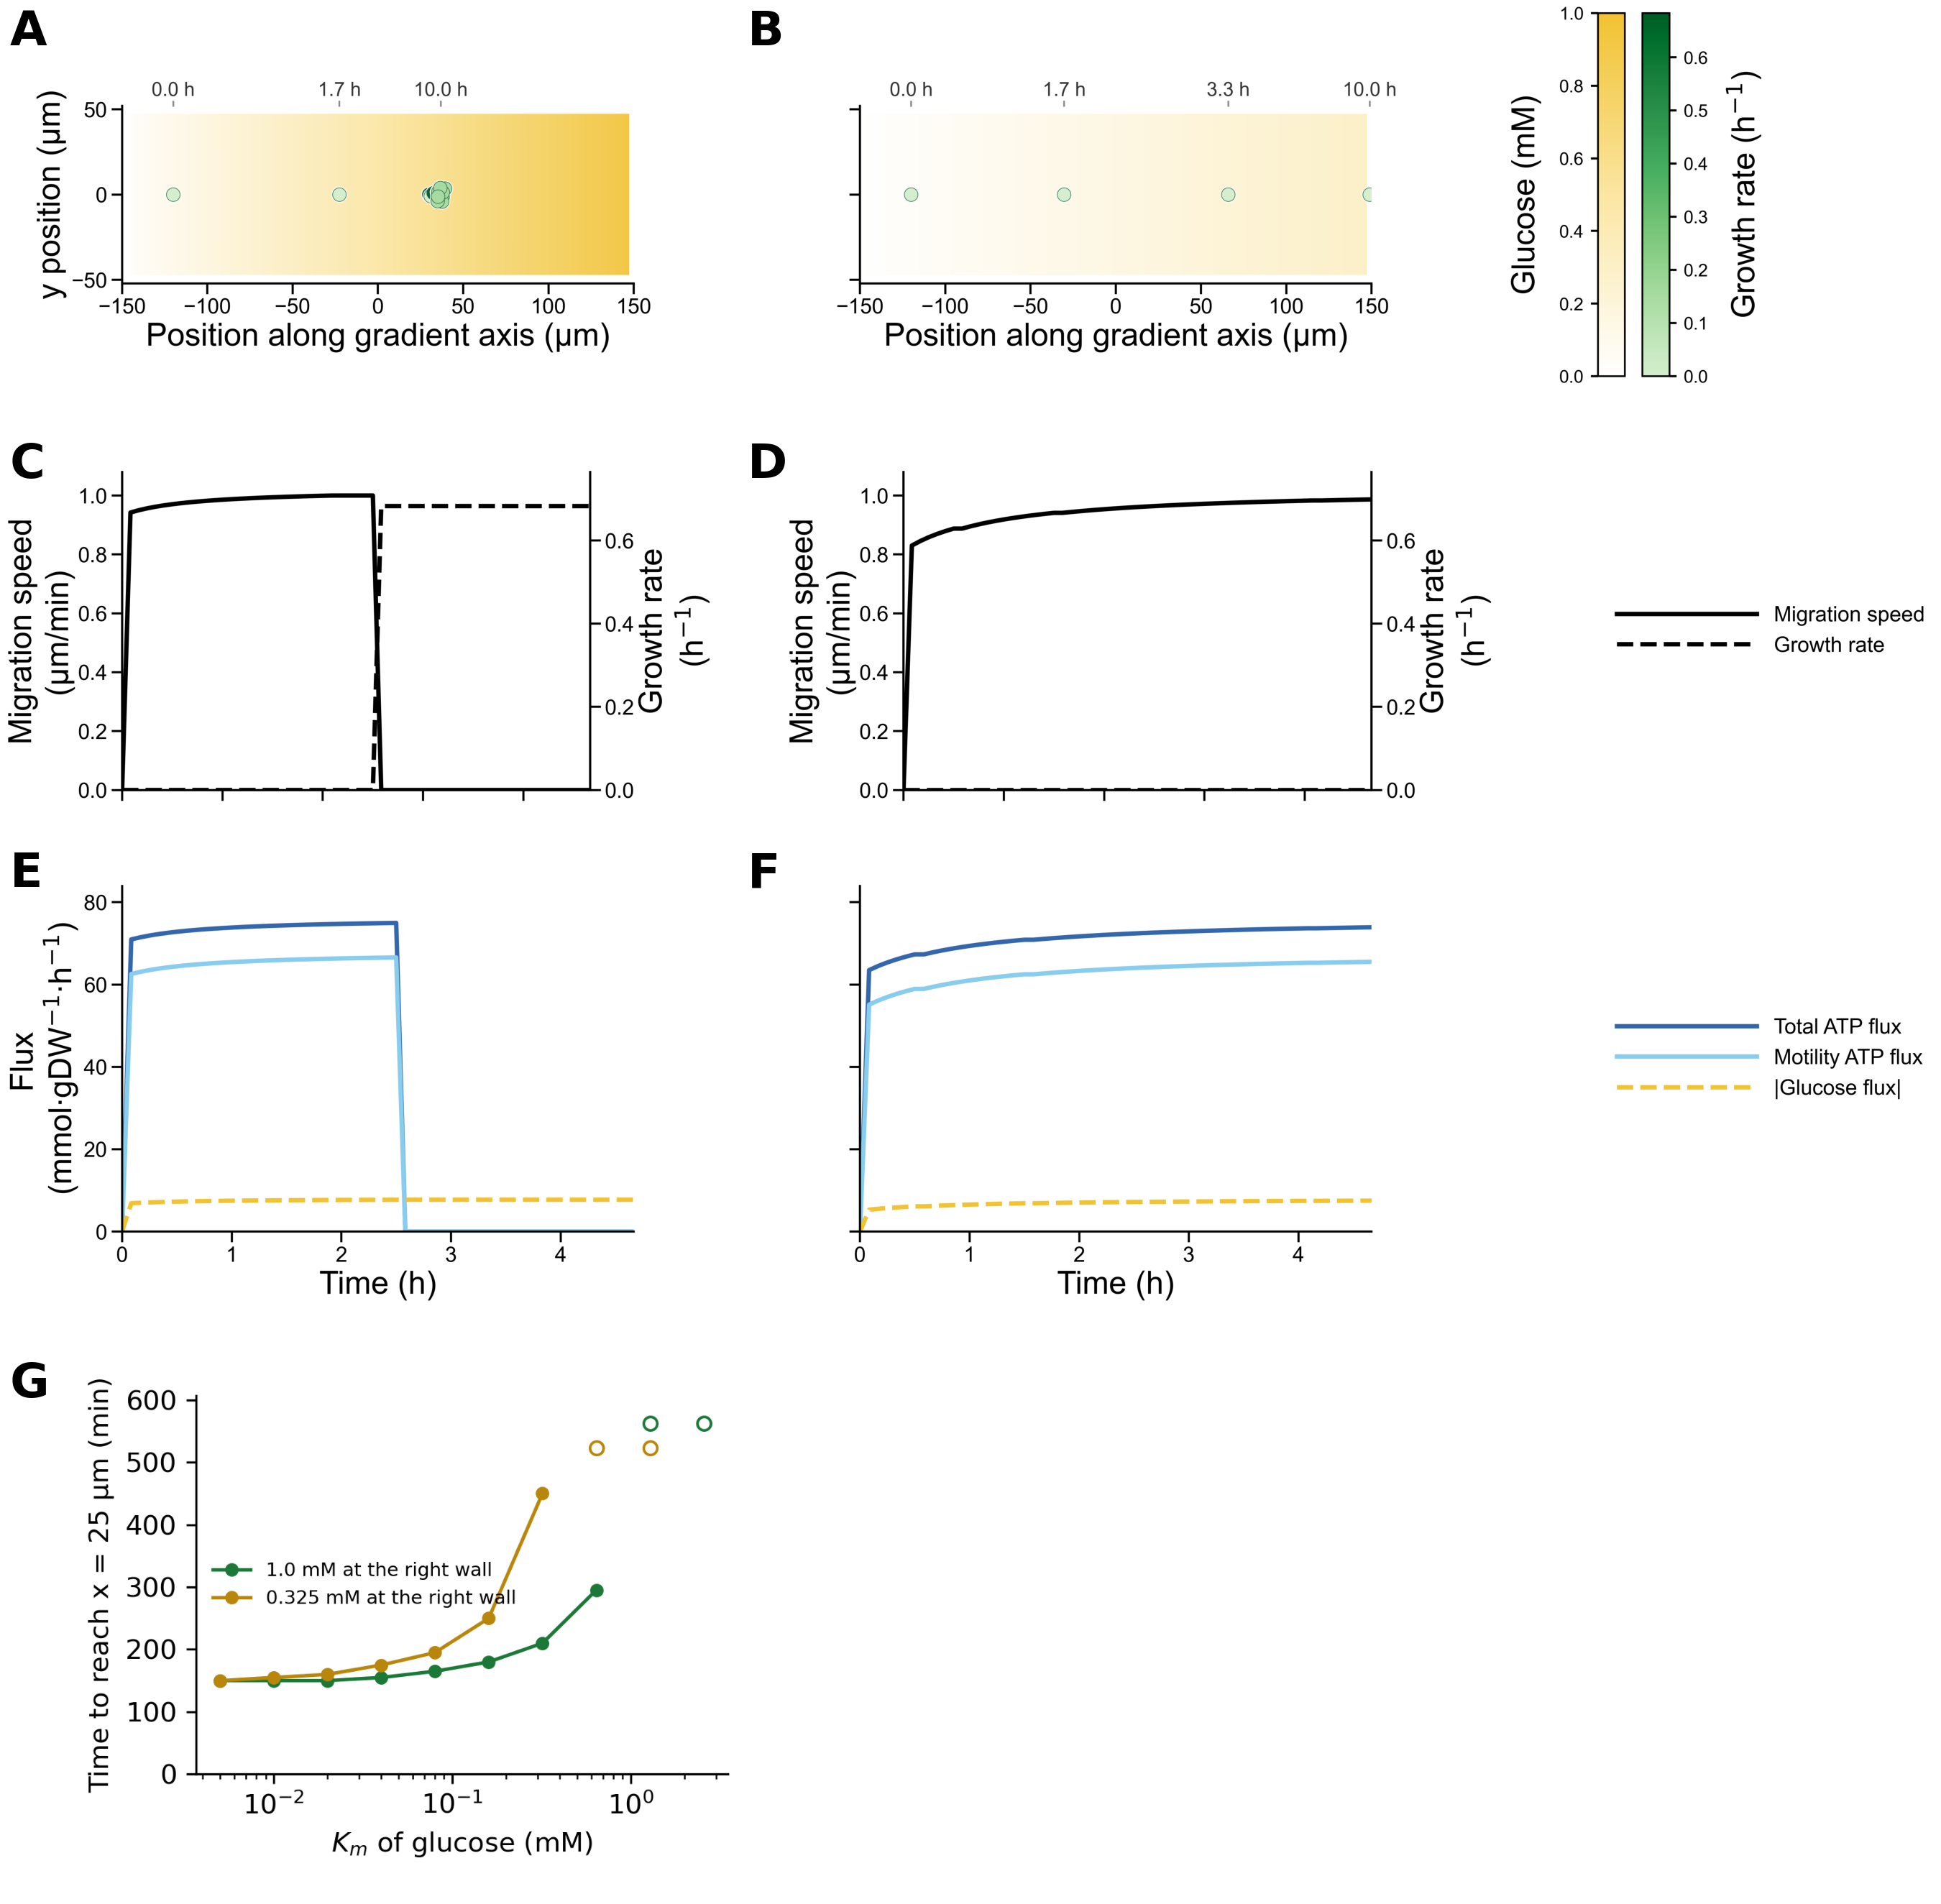 A
B
0.0 h
1.7 h
10.0 h
50
0
−50
y position (µm)
−150
−100
−50
0
50
100
150
Position along gradient axis (µm)
0.0 h
1.7 h
3.3 h
10.0 h
−150
−100
−50
0
50
100
150
Position along gradient axis (µm)
Glucose (mM)
1.0
0.8
0.6
0.4
0.2
0.0
0.6
0.5
0.4
0.3
0.2
0.1
0.0
Growth rate (h⁻¹)
C
Migration speed
(µm/min)
1.0
0.8
0.6
0.4
0.2
0.0
0.6
0.4
0.2
0.0
Growth rate
(h⁻¹)
D
Migration speed
(µm/min)
1.0
0.8
0.6
0.4
0.2
0.0
0.6
0.4
0.2
0.0
Growth rate
(h⁻¹)
Migration speed
Growth rate
E
Flux
(mmol·gDW⁻¹·h⁻¹)
80
60
40
20
0
0
1
2
3
4
Time (h)
F
0
1
2
3
4
Time (h)
Total ATP flux
Motility ATP flux
|Glucose flux|
G
Time to reach x = 25 µm (min)
600
500
400
300
200
100
0
1.0 mM at the right wall
0.325 mM at the right wall
10⁻²
10⁻¹
10⁰
Kₘ of glucose (mM)